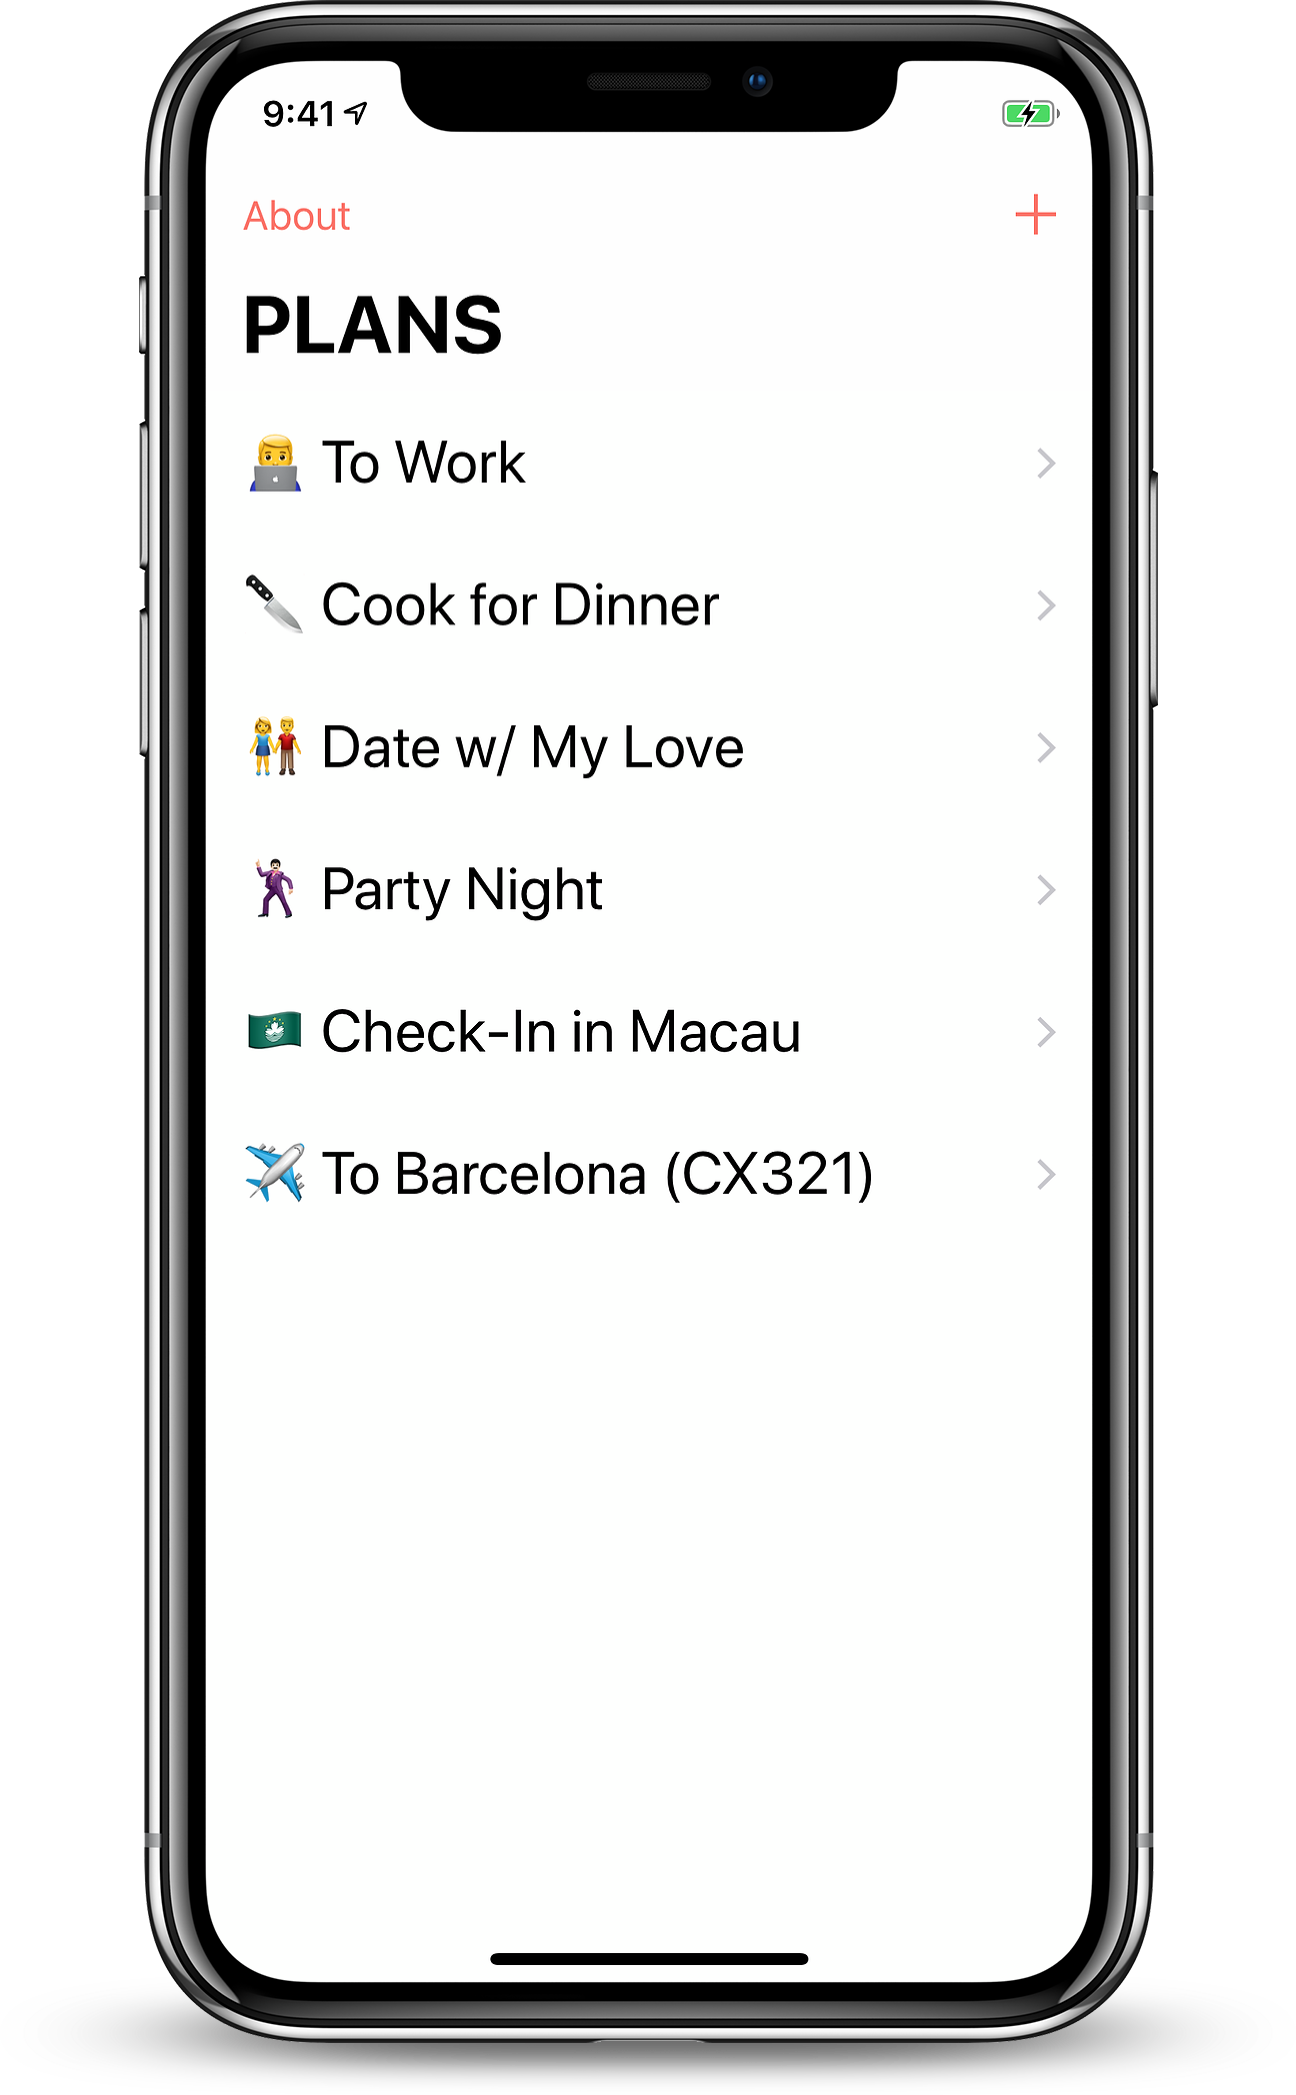 9:41
About
PLANS
👨‍💻 To Work
🔪 Cook for Dinner
👫 Date w/ My Love
🕺 Party Night
🇲🇴 Check-In in Macau
✈️ To Barcelona (CX321)